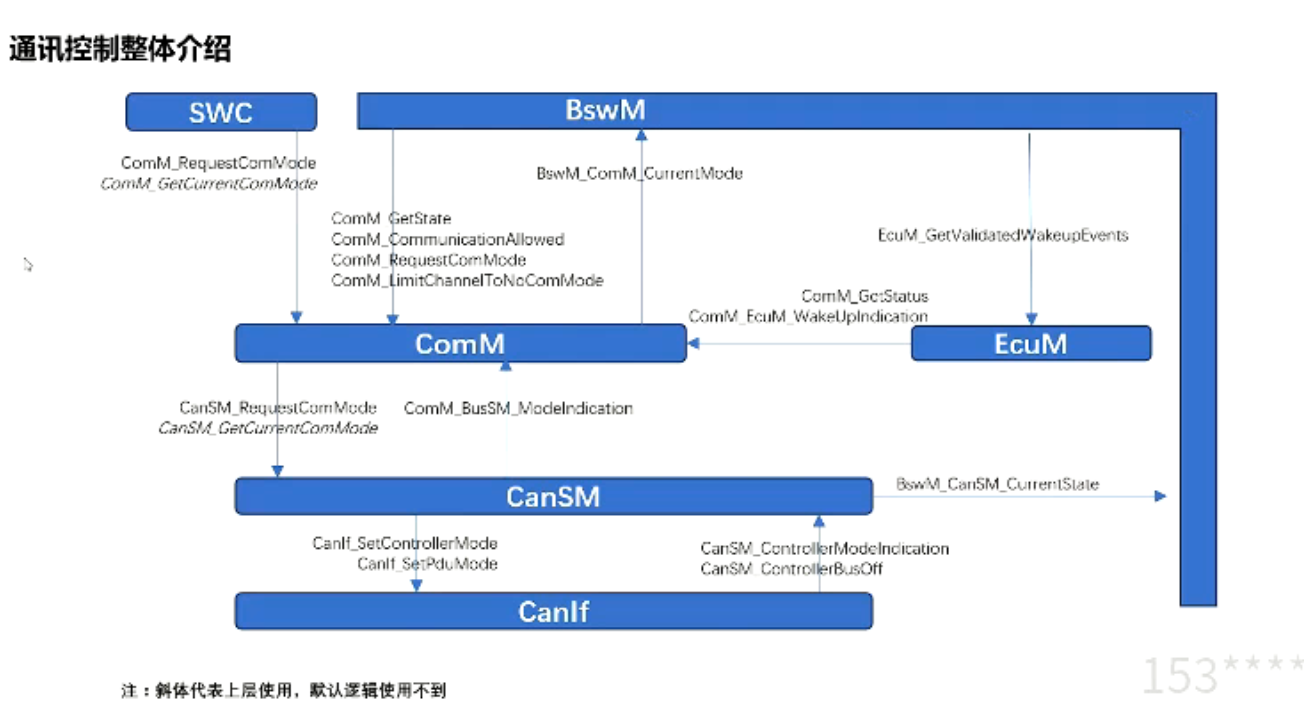 通讯控制整体介绍
SWC
BswM
ComM_RequestComMode
ComM_GetCurrentComMode
BswM_ComM_CurrentMode
ComM_GetState
ComM_CommunicationAllowed
ComM_RequestComMode
ComM_LimitChannelToNoComMode
EcuM_GetValidatedWakeupEvents
ComM_GetStatus
ComM_EcuM_WakeUpIndication
ComM
EcuM
CanSM_RequestComMode
CanSM_GetCurrentComMode
ComM_BusSM_ModeIndication
CanSM
BswM_CanSM_CurrentState
CanIf_SetControllerMode
CanIf_SetPduMode
CanSM_ControllerModeIndication
CanSM_ControllerBusOff
CanIf
注：斜体代表上层使用，默认逻辑使用不到
153****